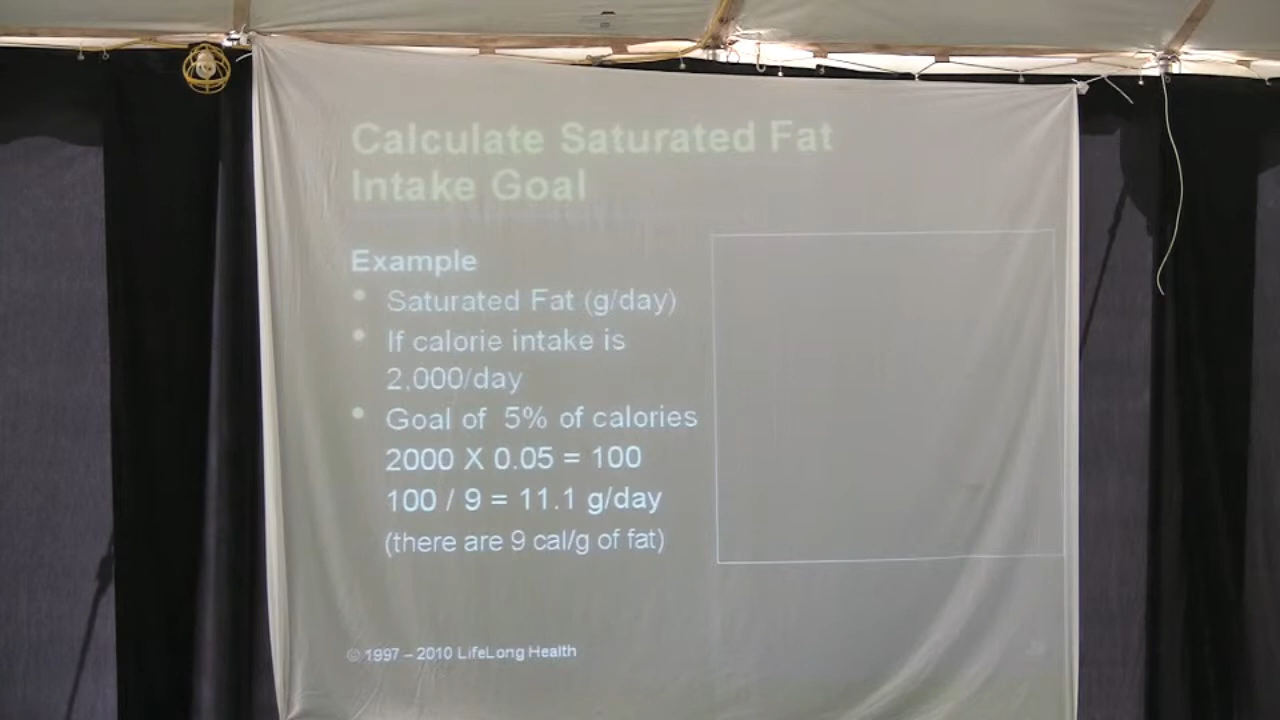 Calculate Saturated Fat
Intake Goal
Example
• Saturated Fat (g/day)
• If calorie intake is
2,000/day
• Goal of 5% of calories
2000 X 0.05 = 100
100 / 9 = 11.1 g/day
(there are 9 cal/g of fat)
© 1997 – 2010 LifeLong Health